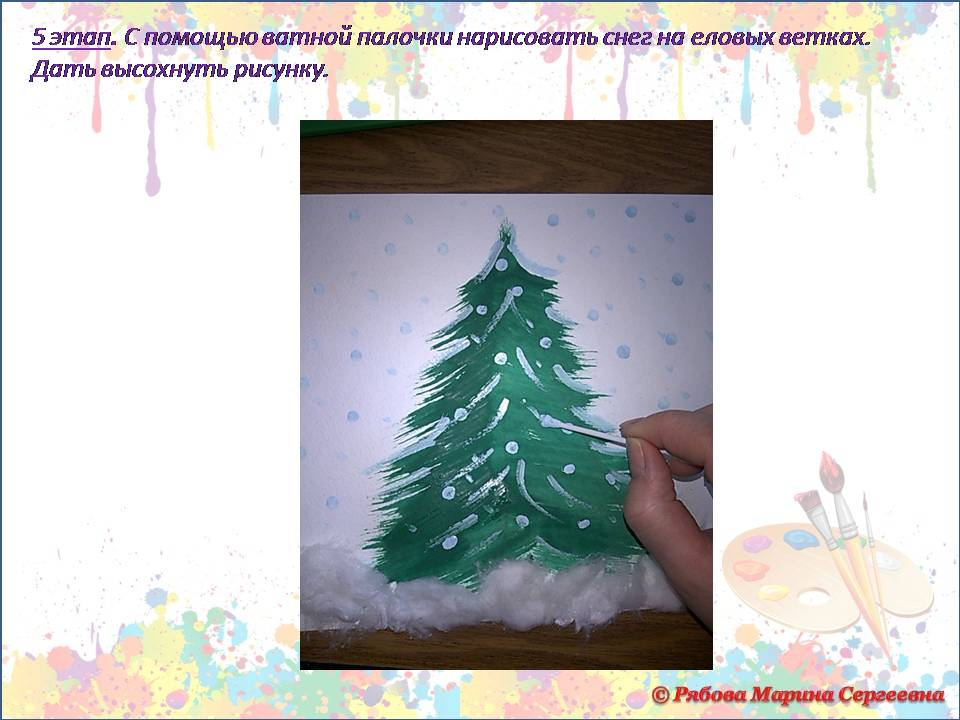 5 этап. С помощью ватной палочки нарисовать снег на еловых ветках.
Дать высохнуть рисунку.
© Рябова Марина Сергеевна